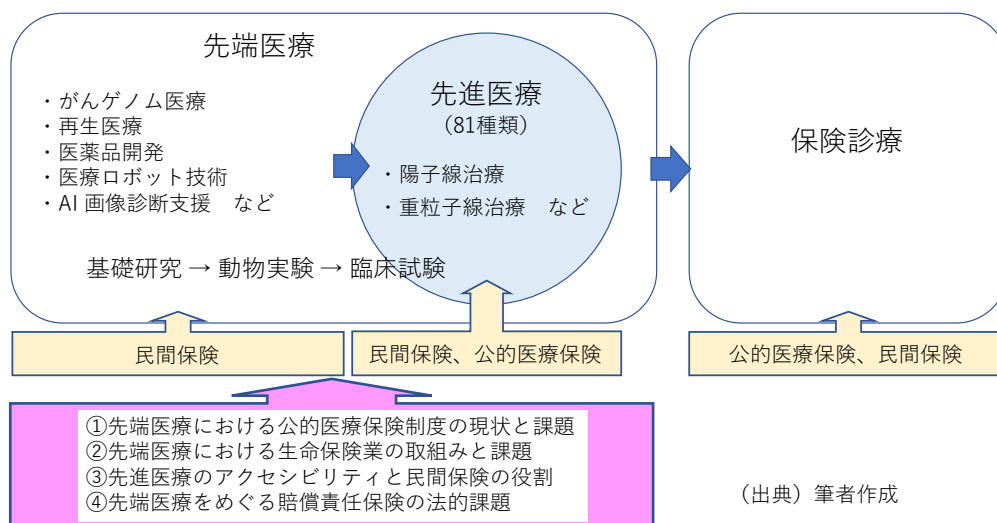 先端医療
・がんゲノム医療
・再生医療
・医薬品開発
・医療ロボット技術
・AI 画像診断支援　など
基礎研究 → 動物実験 → 臨床試験
先進医療
（81種類）
・陽子線治療
・重粒子線治療　など
保険診療
民間保険
民間保険、公的医療保険
公的医療保険、民間保険
①先端医療における公的医療保険制度の現状と課題
②先端医療における生命保険業の取組みと課題
③先進医療のアクセシビリティと民間保険の役割
④先端医療をめぐる賠償責任保険の法的課題
（出典）筆者作成